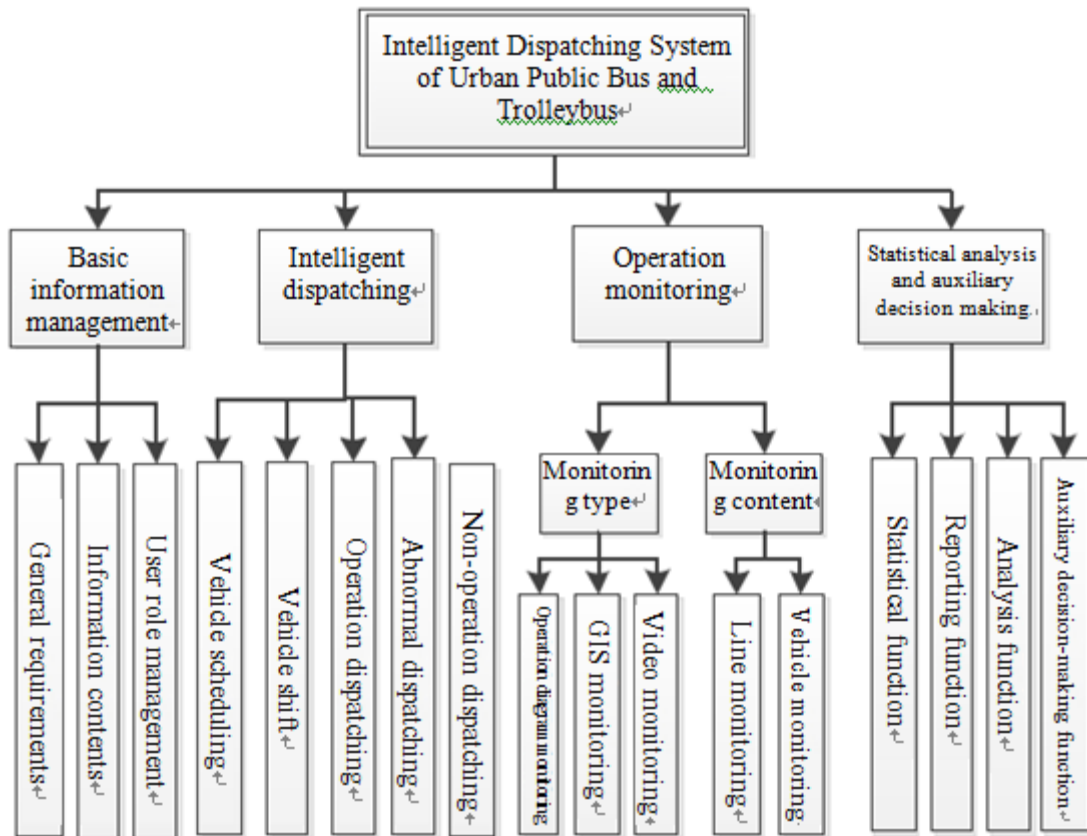 Intelligent Dispatching System
of Urban Public Bus and
Trolleybus↵
Basic
information
management↵
Intelligent
dispatching↵
Operation
monitoring↵
Statistical analysis
and auxiliary
decision making.↵
General requirements↵
Information contents↵
User role management↵
Vehicle scheduling↵
Vehicle shift↵
Operation dispatching↵
Abnormal dispatching↵
Non-operation dispatching↵
Monitorin
g type↵
Monitorin
g content↵
Operation diagram monitoring↵
GIS monitoring↵
Video monitoring↵
Line monitoring↵
Vehicle monitoring↵
Statistical function↵
Reporting function↵
Analysis function↵
Auxiliary decision-making function↵